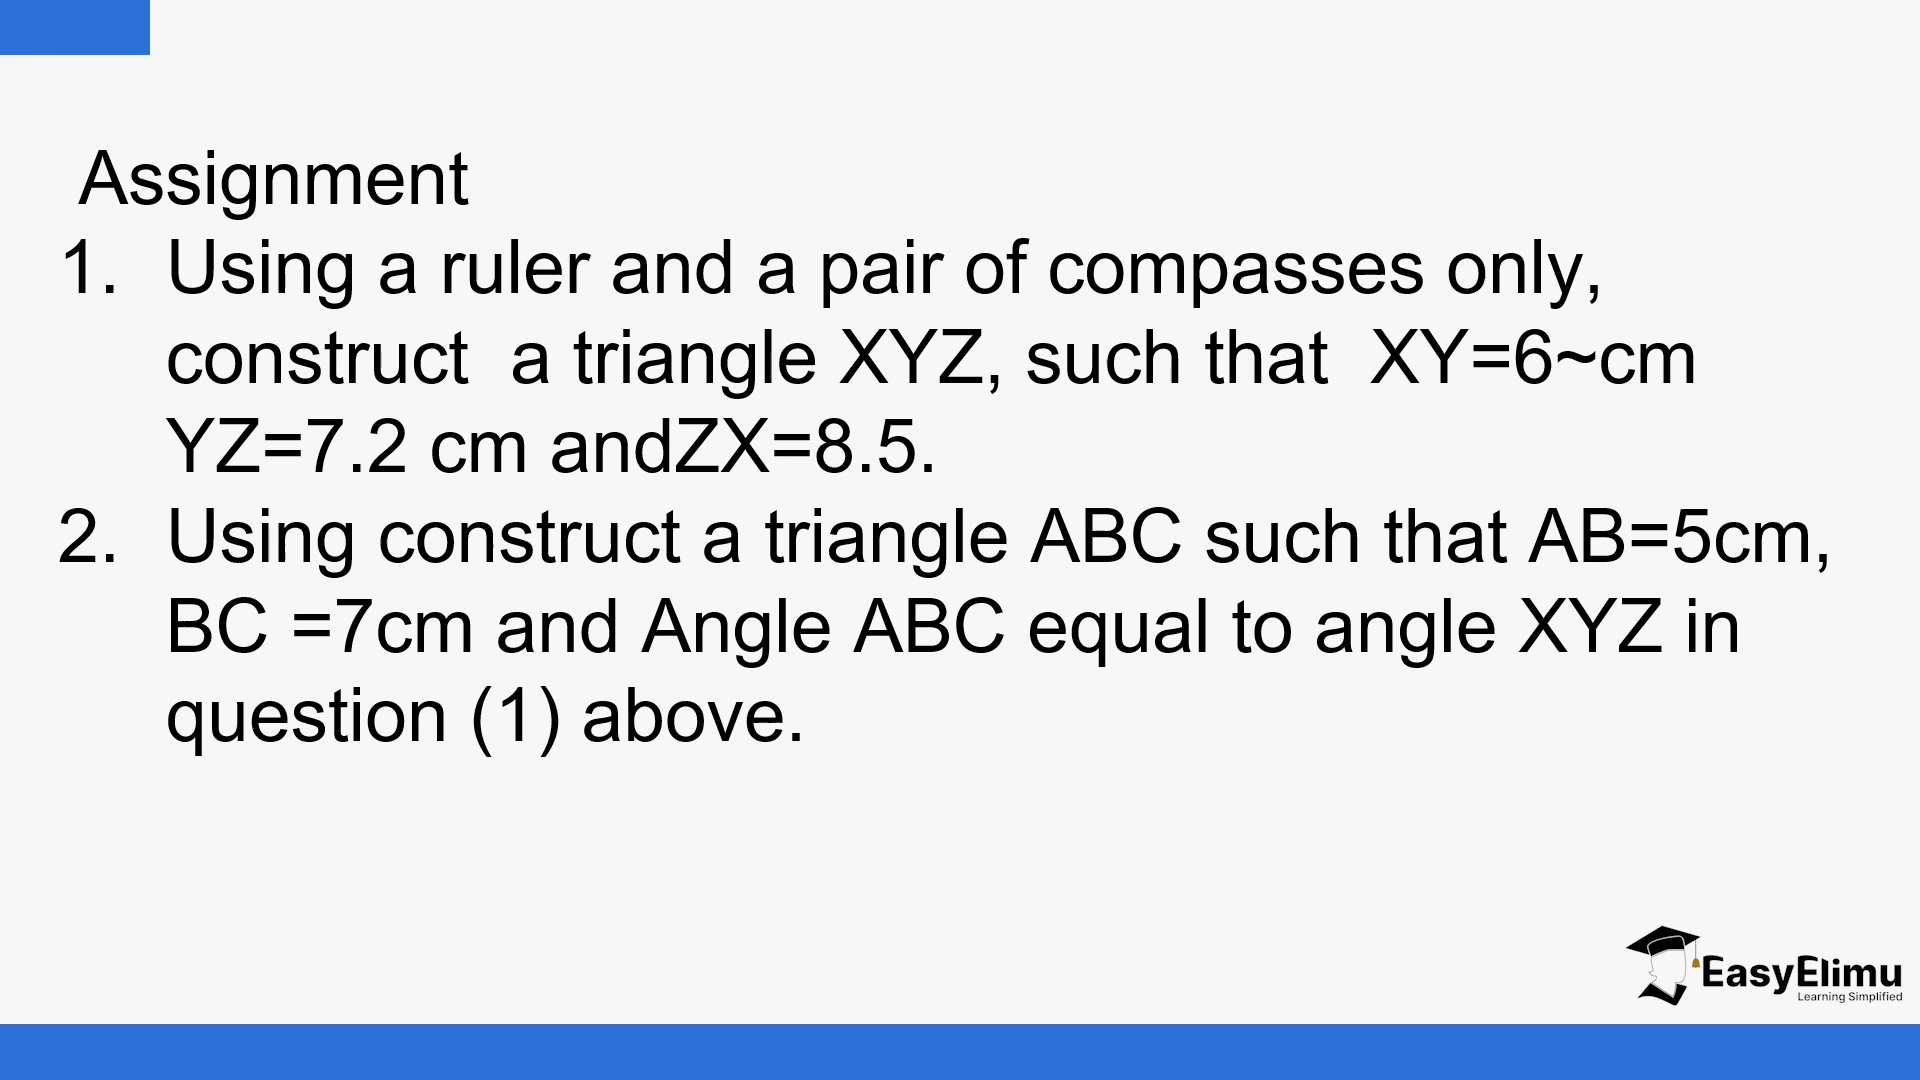 Assignment
1. Using a ruler and a pair of compasses only,
construct  a triangle XYZ, such that  XY=6~cm
YZ=7.2 cm andZX=8.5.
2. Using construct a triangle ABC such that AB=5cm,
BC =7cm and Angle ABC equal to angle XYZ in
question (1) above.
EasyElimu
Learning Simplified